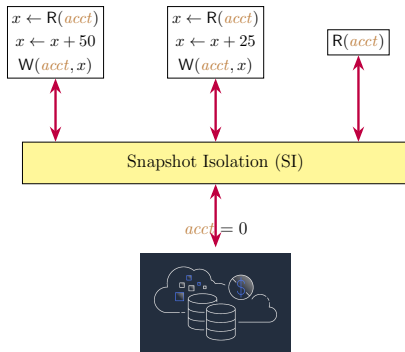 x ← R(acct)
x ← x + 50
W(acct, x)
x ← R(acct)
x ← x + 25
W(acct, x)
R(acct)
Snapshot Isolation (SI)
acct = 0
$